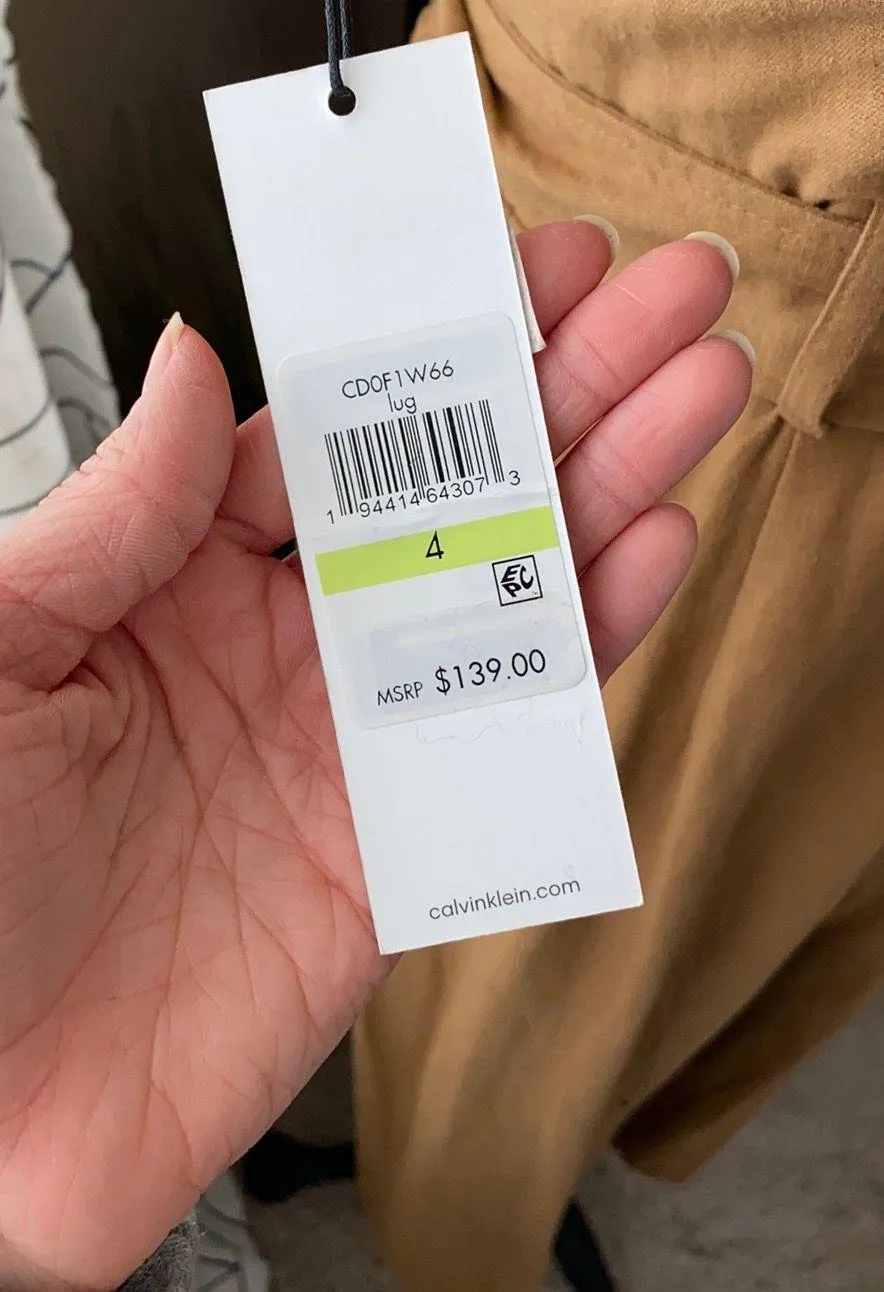 CD0F1W66
lug
1 94414 64307 3
4
EPC
MSRP $139.00
calvinklein.com